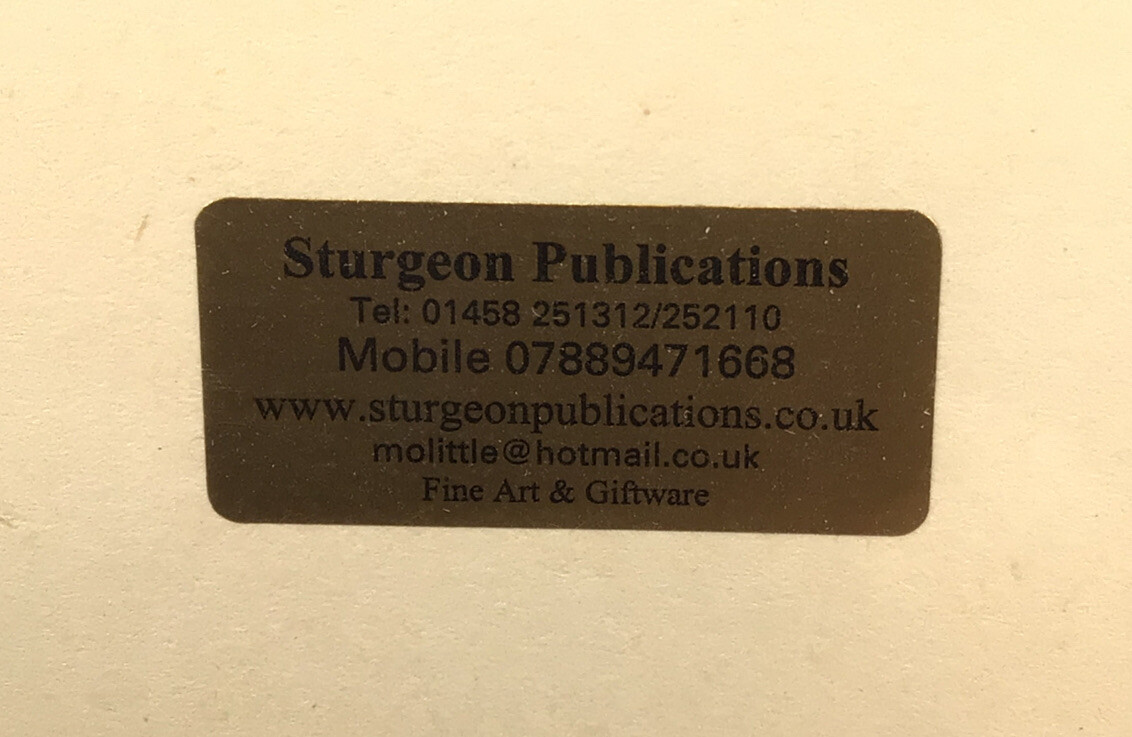 Sturgeon Publications
Tel: 01458 251312/252110
Mobile 07889471668
www.sturgeonpublications.co.uk
molittle@hotmail.co.uk
Fine Art & Giftware